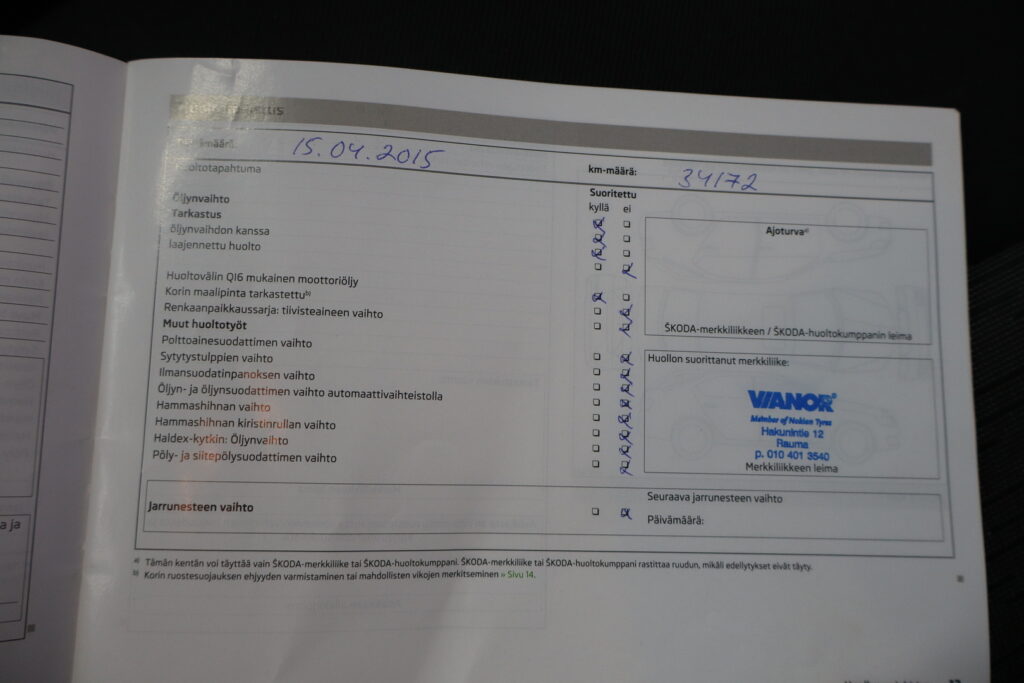 15.04.2015
km-määrä: 34172
Suoritettu
kyllä ei
Öljynvaihto
Tarkastus
öljynvaihdon kanssa
laajennettu huolto
Huoltovälin QI6 mukainen moottoriöljy
Korin maalipinta tarkastettu b)
Renkaanpaikkaussarja: tiivisteaineen vaihto
Muut huoltotyöt
Polttoainesuodattimen vaihto
Sytytystulppien vaihto
Ilmansuodatinpanoksen vaihto
Öljyn- ja öljynsuodattimen vaihto automaattivaihteistolla
Hammashihnan vaihto
Hammashihnan kiristinrullan vaihto
Haldex-kytkin: Öljynvaihto
Pöly- ja siitepölysuodattimen vaihto
Ajoturva a)
ŠKODA-merkkiliikkeen / ŠKODA-huoltokumppanin leima
Huollon suorittanut merkkiliike:
VIANOR
Member of Nokian Tyres
Hakunintie 12
Rauma
p. 010 401 3540
Merkkiliikkeen leima
Jarrunesteen vaihto
Seuraava jarrunesteen vaihto
Päivämäärä:
a) Tämän kentän voi täyttää vain ŠKODA-merkkiliike tai ŠKODA-huoltokumppani. ŠKODA-merkkiliike tai ŠKODA-huoltokumppani rastittaa ruudun, mikäli edellytykset eivät täyty.
b) Korin ruostesuojauksen ehjyyden varmistaminen tai mahdollisten vikojen merkitseminen » Sivu 14.
a ja